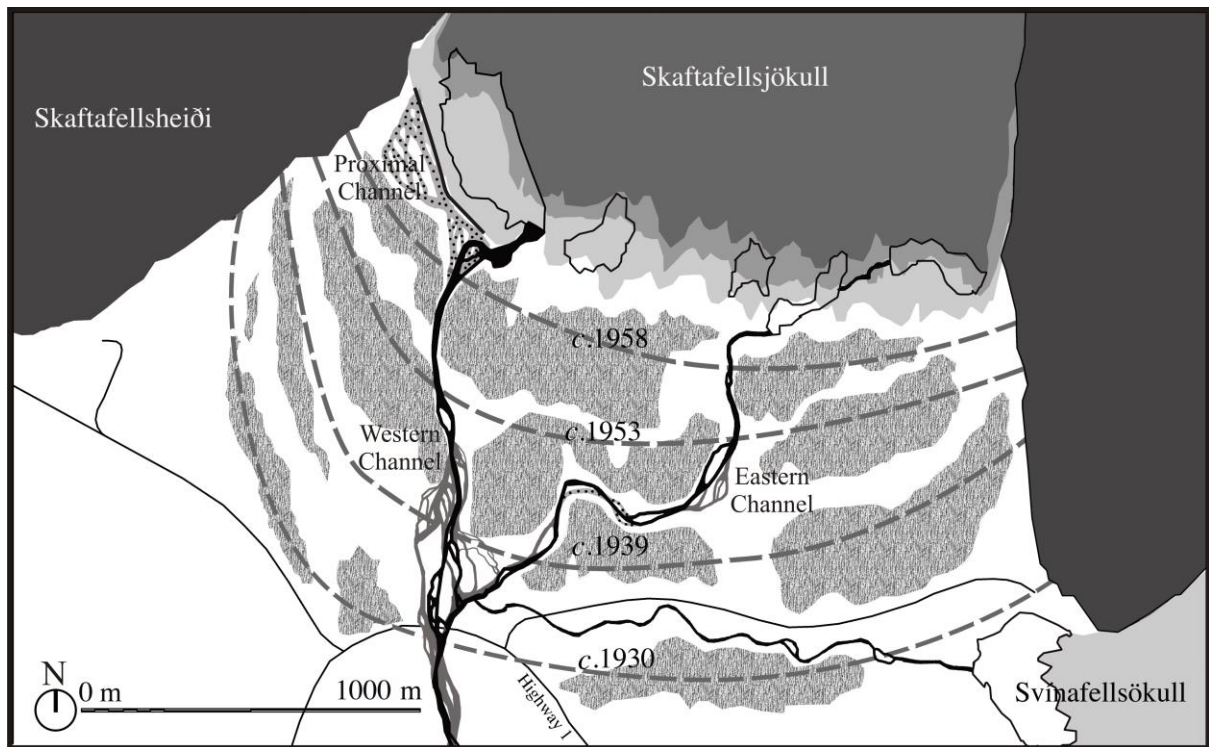 Skaftafellsjökull
Skaftafellsheiði
Proximal
Channel
c.1958
c.1953
Western
Channel
Eastern
Channel
c.1939
c.1930
N
0 m
1000 m
Highway 1
Svínafellsökull